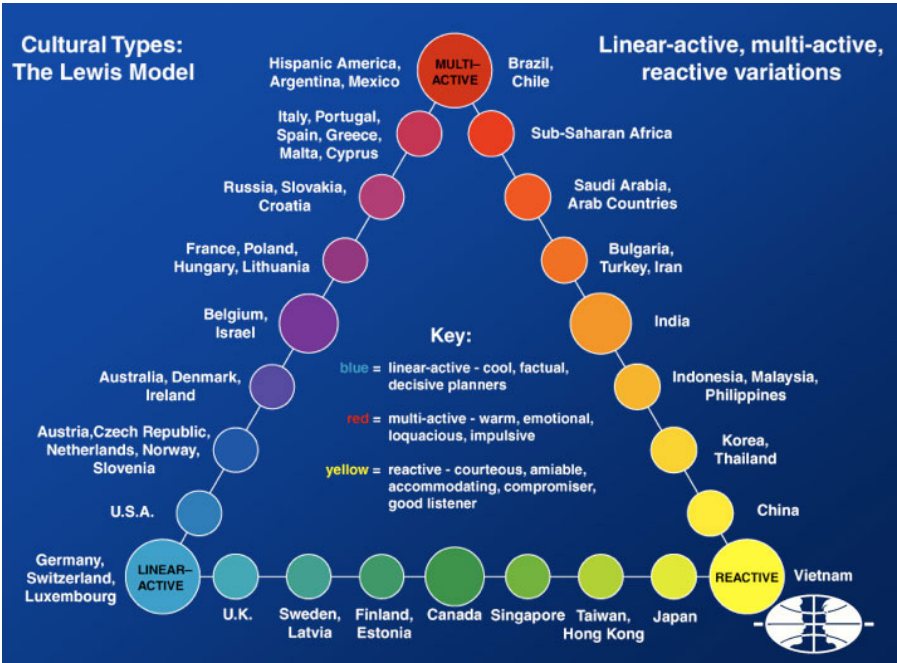 Cultural Types:
The Lewis Model
Linear-active, multi-active,
reactive variations
Hispanic America,
Argentina, Mexico
MULTI–
ACTIVE
Brazil,
Chile
Italy, Portugal,
Spain, Greece,
Malta, Cyprus
Sub-Saharan Africa
Russia, Slovakia,
Croatia
Saudi Arabia,
Arab Countries
France, Poland,
Hungary, Lithuania
Bulgaria,
Turkey, Iran
Belgium,
Israel
India
Key:
blue = linear-active - cool, factual,
decisive planners
red = multi-active - warm, emotional,
loquacious, impulsive
yellow = reactive - courteous, amiable,
accommodating, compromiser,
good listener
Australia, Denmark,
Ireland
Indonesia, Malaysia,
Philippines
Austria,Czech Republic,
Netherlands, Norway,
Slovenia
Korea,
Thailand
U.S.A.
China
Germany,
Switzerland,
Luxembourg
LINEAR–
ACTIVE
REACTIVE
Vietnam
U.K.
Sweden,
Latvia
Finland,
Estonia
Canada
Singapore
Taiwan,
Hong Kong
Japan